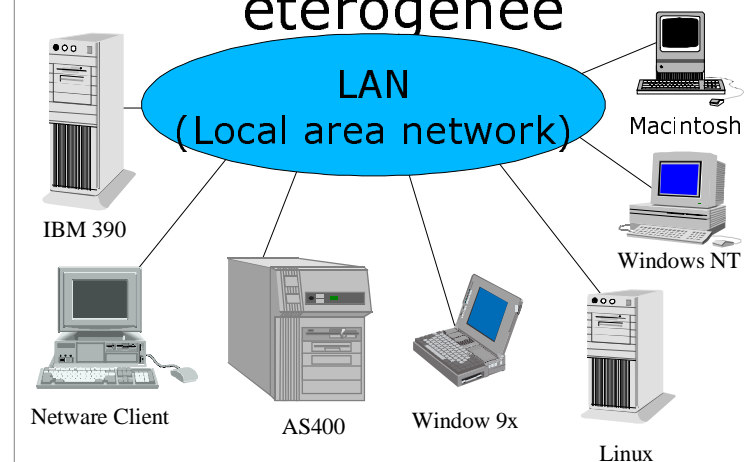 eterogenee
LAN
(Local area network)
Macintosh
IBM 390
Windows NT
Netware Client
AS400
Window 9x
Linux